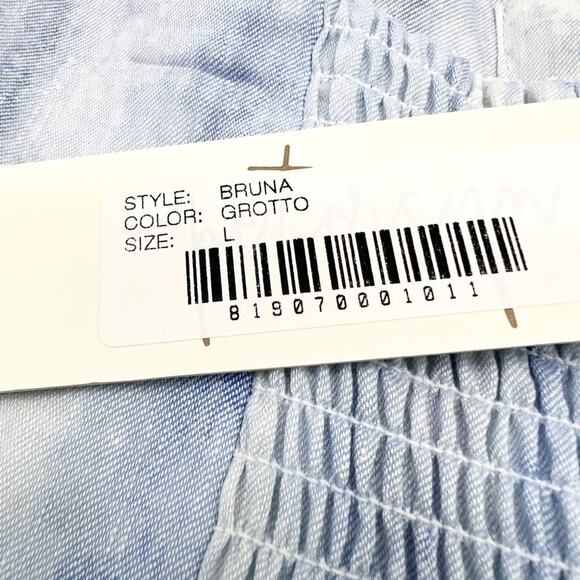 STYLE: BRUNA
COLOR: GROTTO
SIZE: L
819070001011